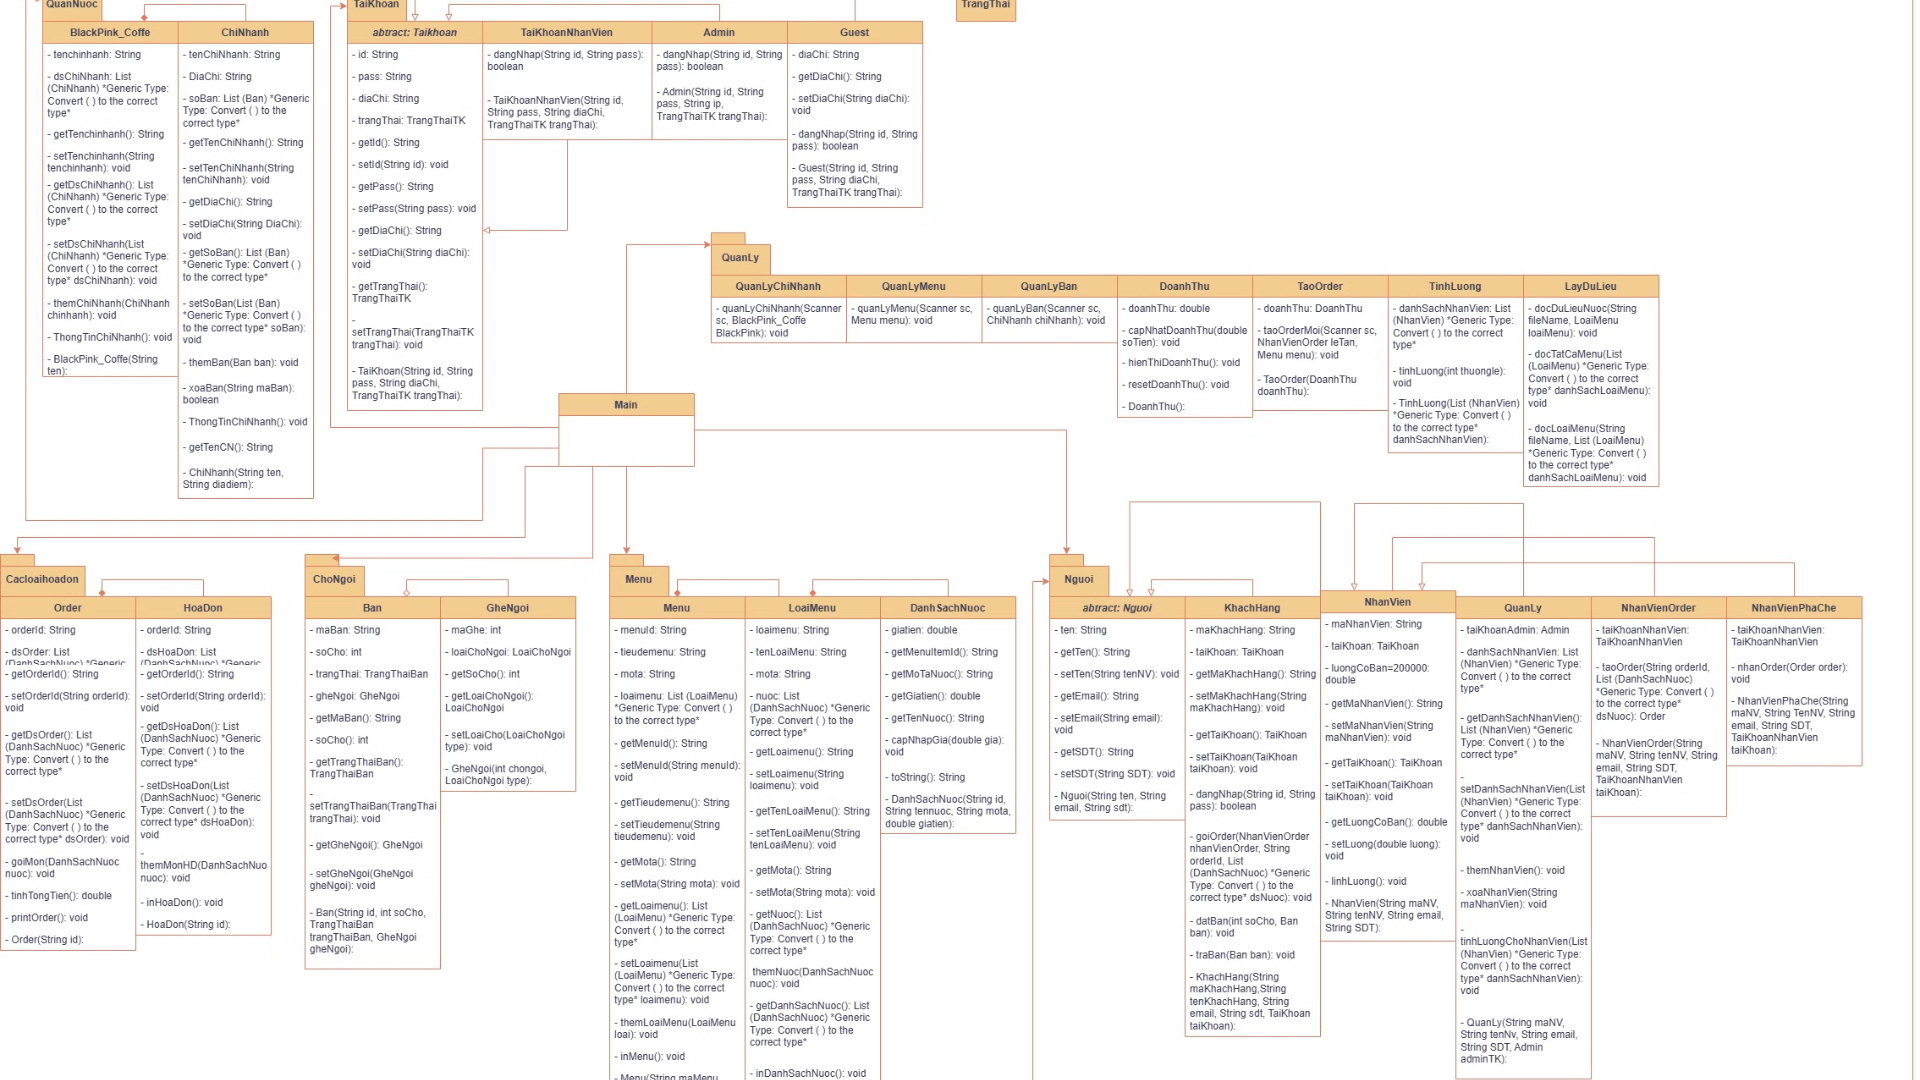 QuanNuoc
BlackPink_Coffe
- tenchinhanh: String
- dsChiNhanh: List
(ChiNhanh) *Generic Type:
Convert ( ) to the correct
type*
- getTenchinhanh(): String
- setTenchinhanh(String
tenchinhanh): void
- getDsChiNhanh(): List
(ChiNhanh) *Generic Type:
Convert ( ) to the correct
type*
- setDsChiNhanh(List
(ChiNhanh) *Generic Type:
Convert ( ) to the correct
type* dsChiNhanh): void
- themChiNhanh(ChiNhanh
chinhanh): void
- ThongTinChiNhanh(): void
- BlackPink_Coffe(String
ten):
ChiNhanh
- tenChiNhanh: String
- DiaChi: String
- soBan: List (Ban) *Generic
Type: Convert ( ) to the
correct type*
- getTenChiNhanh(): String
- setTenChiNhanh(String
tenChiNhanh): void
- getDiaChi(): String
- setDiaChi(String DiaChi):
void
- getSoBan(): List (Ban)
*Generic Type: Convert ( )
to the correct type*
- setSoBan(List (Ban)
*Generic Type: Convert ( )
to the correct type* soBan):
void
- themBan(Ban ban): void
- xoaBan(String maBan):
boolean
- ThongTinChiNhanh(): void
- getTenCN(): String
- ChiNhanh(String ten,
String diadiem):
TaiKhoan
abtract: Taikhoan
- id: String
- pass: String
- diaChi: String
- trangThai: TrangThaiTK
- getId(): String
- setId(String id): void
- getPass(): String
- setPass(String pass): void
- getDiaChi(): String
- setDiaChi(String diaChi):
void
- getTrangThai():
TrangThaiTK
-
setTrangThai(TrangThaiTK
trangThai): void
- TaiKhoan(String id, String
pass, String diaChi,
TrangThaiTK trangThai):
TaiKhoanNhanVien
- dangNhap(String id, String pass):
boolean
- TaiKhoanNhanVien(String id,
String pass, String diaChi,
TrangThaiTK trangThai):
Admin
- dangNhap(String id, String
pass): boolean
- Admin(String id, String
pass, String ip,
TrangThaiTK trangThai):
Guest
- diaChi: String
- getDiaChi(): String
- setDiaChi(String diaChi):
void
- dangNhap(String id, String
pass): boolean
- Guest(String id, String
pass, String diaChi,
TrangThaiTK trangThai):
TrangThai
QuanLy
QuanLyChiNhanh
- quanLyChiNhanh(Scanner
sc, BlackPink_Coffe
BlackPink): void
QuanLyMenu
- quanLyMenu(Scanner sc,
Menu menu): void
QuanLyBan
- quanLyBan(Scanner sc,
ChiNhanh chiNhanh): void
DoanhThu
- doanhThu: double
- capNhatDoanhThu(double
soTien): void
- hienThiDoanhThu(): void
- resetDoanhThu(): void
- DoanhThu():
TaoOrder
- doanhThu: DoanhThu
- taoOrderMoi(Scanner sc,
NhanVienOrder leTan,
Menu menu): void
- TaoOrder(DoanhThu
doanhThu):
TinhLuong
- danhSachNhanVien: List
(NhanVien) *Generic Type:
Convert ( ) to the correct
type*
- tinhLuong(int thuongle):
void
- TinhLuong(List (NhanVien)
*Generic Type: Convert ( )
to the correct type*
danhSachNhanVien):
LayDuLieu
- docDuLieuNuoc(String
fileName, LoaiMenu
loaiMenu): void
- docTatCaMenu(List
(LoaiMenu) *Generic Type:
Convert ( ) to the correct
type* danhSachLoaiMenu):
void
- docLoaiMenu(String
fileName, List (LoaiMenu)
*Generic Type: Convert ( )
to the correct type*
danhSachLoaiMenu): void
Main
Cacloaihoadon
Order
- orderId: String
- dsOrder: List
(DanhSachNuoc) *Generic
- getOrderId(): String
- setOrderId(String orderId):
void
- getDsOrder(): List
(DanhSachNuoc) *Generic
Type: Convert ( ) to the
correct type*
- setDsOrder(List
(DanhSachNuoc) *Generic
Type: Convert ( ) to the
correct type* dsOrder): void
- goiMon(DanhSachNuoc
nuoc): void
- tinhTongTien(): double
- printOrder(): void
- Order(String id):
HoaDon
- orderId: String
- dsHoaDon: List
(DanhSachNuoc) *Generic
- getOrderId(): String
- setOrderId(String orderId):
void
- getDsHoaDon(): List
(DanhSachNuoc) *Generic
Type: Convert ( ) to the
correct type*
- setDsHoaDon(List
(DanhSachNuoc) *Generic
Type: Convert ( ) to the
correct type* dsHoaDon):
void
-
themMonHD(DanhSachNuo
nuoc): void
- inHoaDon(): void
- HoaDon(String id):
ChoNgoi
Ban
- maBan: String
- soCho: int
- trangThai: TrangThaiBan
- gheNgoi: GheNgoi
- getMaBan(): String
- soCho(): int
- getTrangThaiBan():
TrangThaiBan
-
setTrangThaiBan(TrangThai
trangThai): void
- getGheNgoi(): GheNgoi
- setGheNgoi(GheNgoi
gheNgoi): void
- Ban(String id, int soCho,
TrangThaiBan
trangThaiBan, GheNgoi
gheNgoi):
GheNgoi
- maGhe: int
- loaiChoNgoi: LoaiChoNgoi
- getSoCho(): int
- getLoaiChoNgoi():
LoaiChoNgoi
- setLoaiCho(LoaiChoNgoi
type): void
- GheNgoi(int chongoi,
LoaiChoNgoi type):
Menu
Menu
- menuId: String
- tieudemenu: String
- mota: String
- loaimenu: List (LoaiMenu)
*Generic Type: Convert ( )
to the correct type*
- getMenuId(): String
- setMenuId(String menuId):
void
- getTieudemenu(): String
- setTieudemenu(String
tieudemenu): void
- getMota(): String
- setMota(String mota): void
- getLoaimenu(): List
(LoaiMenu) *Generic Type:
Convert ( ) to the correct
type*
- setLoaimenu(List
(LoaiMenu) *Generic Type:
Convert ( ) to the correct
type* loaimenu): void
- themLoaiMenu(LoaiMenu
loai): void
- inMenu(): void
- Menu(String maMenu,
LoaiMenu
- loaimenu: String
- tenLoaiMenu: String
- mota: String
- nuoc: List
(DanhSachNuoc) *Generic
Type: Convert ( ) to the
correct type*
- getLoaimenu(): String
- setLoaimenu(String
loaimenu): void
- getTenLoaiMenu(): String
- setTenLoaiMenu(String
tenLoaiMenu): void
- getMota(): String
- setMota(String mota): void
- getNuoc(): List
(DanhSachNuoc) *Generic
Type: Convert ( ) to the
correct type*
themNuoc(DanhSachNuoc
nuoc): void
- getDanhSachNuoc(): List
(DanhSachNuoc) *Generic
Type: Convert ( ) to the
correct type*
- inDanhSachNuoc(): void
DanhSachNuoc
- giatien: double
- getMenuItemId(): String
- getMoTaNuoc(): String
- getGiatien(): double
- getTenNuoc(): String
- capNhapGia(double gia):
void
- toString(): String
- DanhSachNuoc(String id,
String tennuoc, String mota,
double giatien):
Nguoi
abtract: Nguoi
- ten: String
- getTen(): String
- setTen(String tenNV): void
- getEmail(): String
- setEmail(String email):
void
- getSDT(): String
- setSDT(String SDT): void
- Nguoi(String ten, String
email, String sdt):
KhachHang
- maKhachHang: String
- taiKhoan: TaiKhoan
- getMaKhachHang(): String
- setMaKhachHang(String
maKhachHang): void
- getTaiKhoan(): TaiKhoan
- setTaiKhoan(TaiKhoan
taiKhoan): void
- dangNhap(String id, String
pass): boolean
- goiOrder(NhanVienOrder
nhanVienOrder, String
orderId, List
(DanhSachNuoc) *Generic
Type: Convert ( ) to the
correct type* dsNuoc): void
- datBan(int soCho, Ban
ban): void
- traBan(Ban ban): void
- KhachHang(String
maKhachHang,String
tenKhachHang, String
email, String sdt, TaiKhoan
taiKhoan):
NhanVien
- maNhanVien: String
- taiKhoan: TaiKhoan
- luongCoBan=200000:
double
- getMaNhanVien(): String
- setMaNhanVien(String
maNhanVien): void
- getTaiKhoan(): TaiKhoan
- setTaiKhoan(TaiKhoan
taiKhoan): void
- getLuongCoBan(): double
- setLuong(double luong):
void
- linhLuong(): void
- NhanVien(String maNV,
String tenNV, String email,
String SDT):
QuanLy
- taiKhoanAdmin: Admin
- danhSachNhanVien: List
(NhanVien) *Generic Type:
Convert ( ) to the correct
type*
- getDanhSachNhanVien():
List (NhanVien) *Generic
Type: Convert ( ) to the
correct type*
-
setDanhSachNhanVien(List
(NhanVien) *Generic Type:
Convert ( ) to the correct
type* danhSachNhanVien):
void
- themNhanVien(): void
- xoaNhanVien(String
maNhanVien): void
-
tinhLuongChoNhanVien(List
(NhanVien) *Generic Type:
Convert ( ) to the correct
type* danhSachNhanVien):
void
- QuanLy(String maNV,
String tenNv, String email,
String SDT, Admin
adminTK):
NhanVienOrder
- taiKhoanNhanVien:
TaiKhoanNhanVien
- taoOrder(String orderId,
List (DanhSachNuoc)
*Generic Type: Convert ( )
to the correct type*
dsNuoc): Order
- NhanVienOrder(String
maNV, String tenNV, String
email, String SDT,
TaiKhoanNhanVien
taiKhoan):
NhanVienPhaChe
- taiKhoanNhanVien:
TaiKhoanNhanVien
- nhanOrder(Order order):
void
- NhanVienPhaChe(String
maNV, String TenNV, String
email, String SDT,
TaiKhoanNhanVien
taiKhoan):